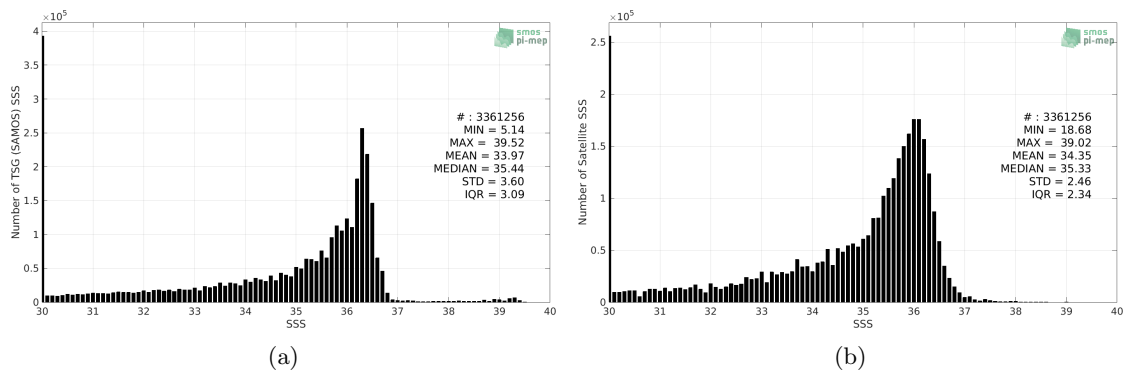 ×10⁵
4
3.5
3
2.5
2
1.5
1
0.5
0
Number of TSG (SAMOS) SSS
30 31 32 33 34 35 36 37 38 39 40
SSS
smos
pi-mep
# : 3361256
MIN = 5.14
MAX = 39.52
MEAN = 33.97
MEDIAN = 35.44
STD = 3.60
IQR = 3.09
(a)
×10⁵
2.5
2
1.5
1
0.5
0
Number of Satellite SSS
30 31 32 33 34 35 36 37 38 39 40
SSS
smos
pi-mep
# : 3361256
MIN = 18.68
MAX = 39.02
MEAN = 34.35
MEDIAN = 35.33
STD = 2.46
IQR = 2.34
(b)